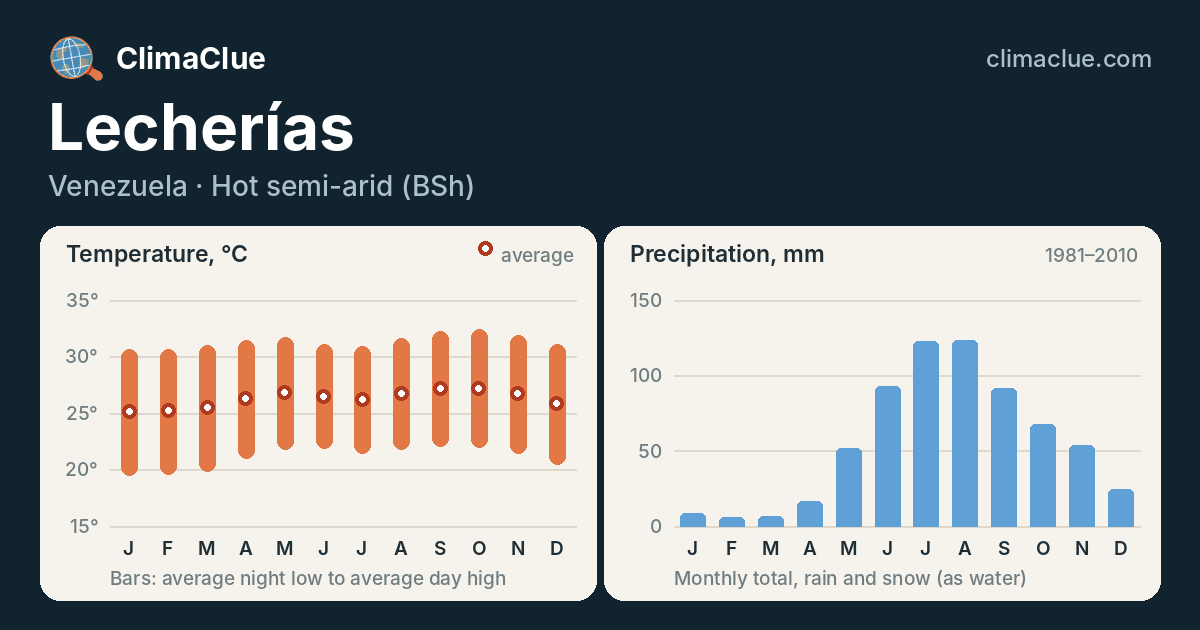 ClimaClue
climaclue.com
Lecherías
Venezuela · Hot semi-arid (BSh)
Temperature, °C
average
35°
30°
25°
20°
15°
J F M A M J J A S O N D
Bars: average night low to average day high
Precipitation, mm
1981–2010
150
100
50
0
J F M A M J J A S O N D
Monthly total, rain and snow (as water)